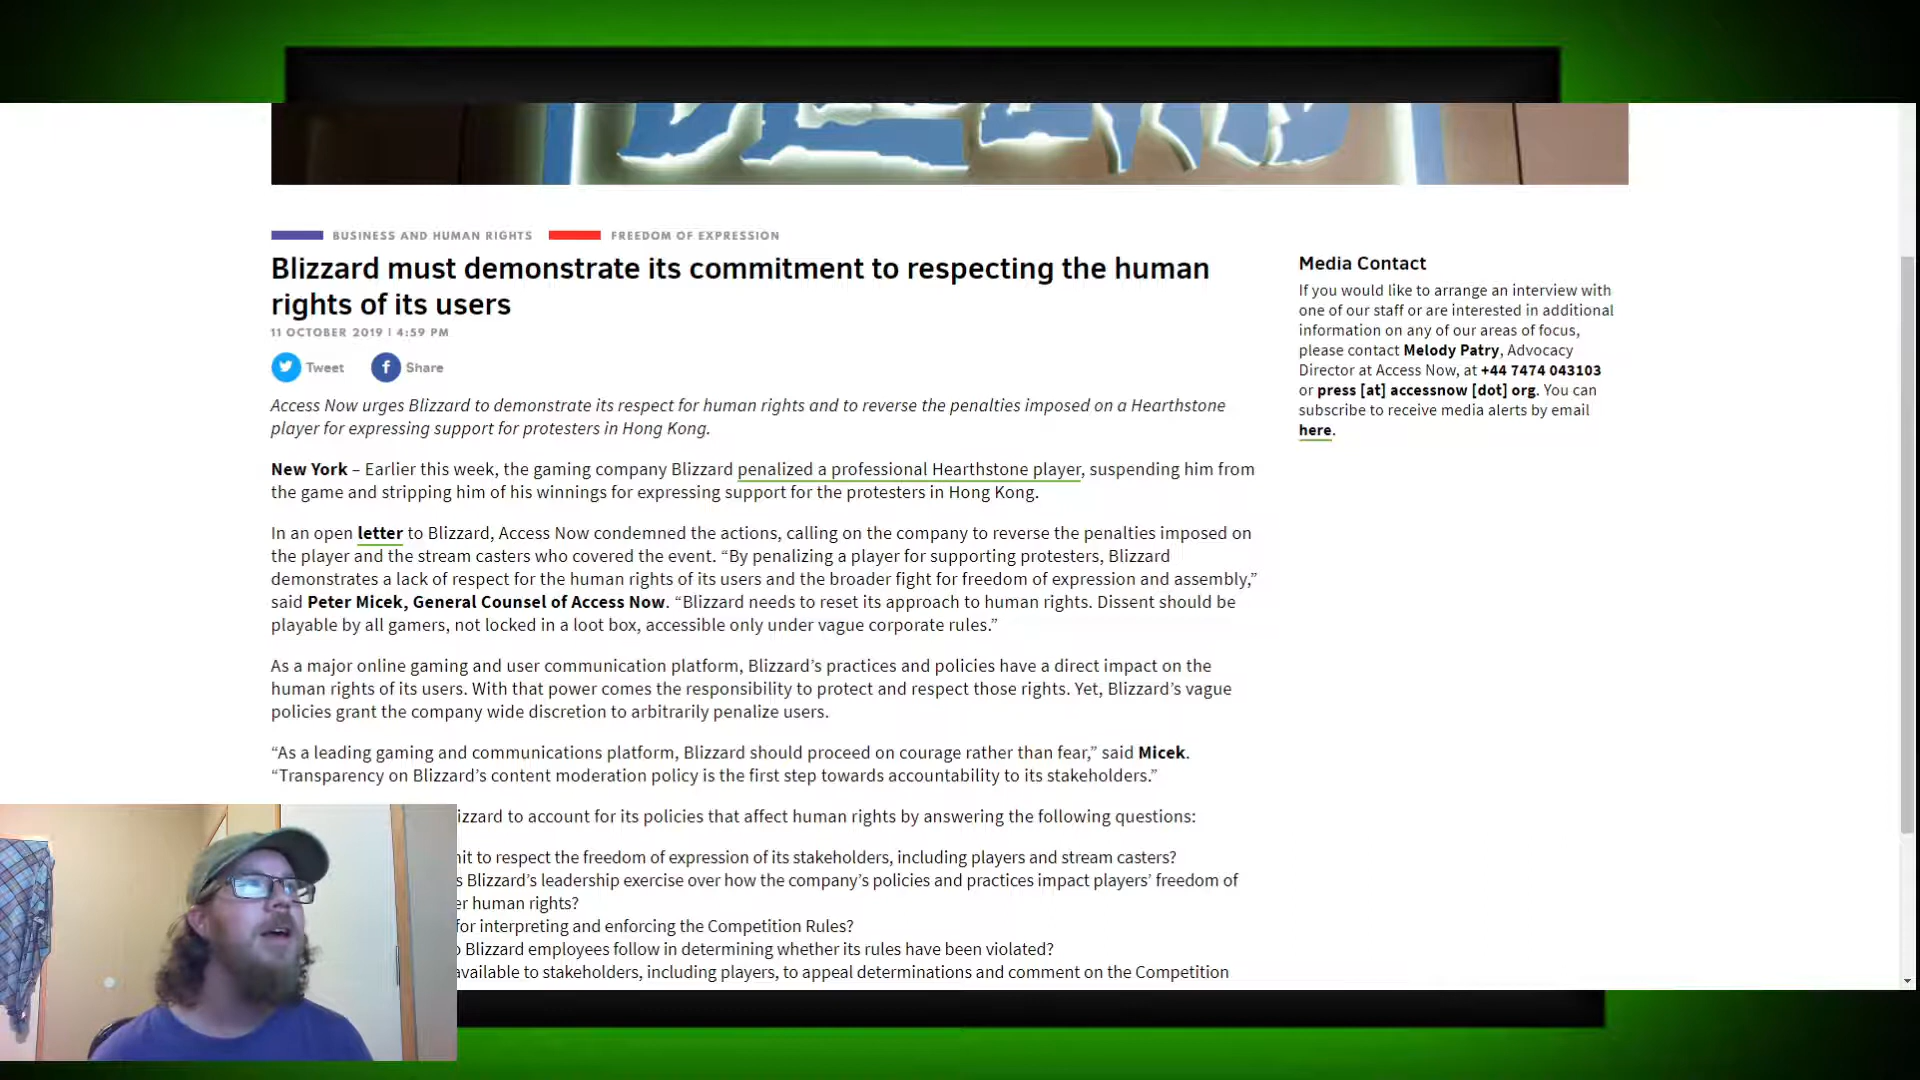 BUSINESS AND HUMAN RIGHTS FREEDOM OF EXPRESSION
Blizzard must demonstrate its commitment to respecting the human
rights of its users
11 OCTOBER 2019 | 4:59 PM
Tweet Share
Access Now urges Blizzard to demonstrate its respect for human rights and to reverse the penalties imposed on a Hearthstone
player for expressing support for protesters in Hong Kong.
New York – Earlier this week, the gaming company Blizzard penalized a professional Hearthstone player, suspending him from
the game and stripping him of his winnings for expressing support for the protesters in Hong Kong.
In an open letter to Blizzard, Access Now condemned the actions, calling on the company to reverse the penalties imposed on
the player and the stream casters who covered the event. “By penalizing a player for supporting protesters, Blizzard
demonstrates a lack of respect for the human rights of its users and the broader fight for freedom of expression and assembly,”
said Peter Micek, General Counsel of Access Now. “Blizzard needs to reset its approach to human rights. Dissent should be
playable by all gamers, not locked in a loot box, accessible only under vague corporate rules.”
As a major online gaming and user communication platform, Blizzard’s practices and policies have a direct impact on the
human rights of its users. With that power comes the responsibility to protect and respect those rights. Yet, Blizzard’s vague
policies grant the company wide discretion to arbitrarily penalize users.
“As a leading gaming and communications platform, Blizzard should proceed on courage rather than fear,” said Micek.
“Transparency on Blizzard’s content moderation policy is the first step towards accountability to its stakeholders.”
izzard to account for its policies that affect human rights by answering the following questions:
it to respect the freedom of expression of its stakeholders, including players and stream casters?
s Blizzard’s leadership exercise over how the company’s policies and practices impact players’ freedom of
er human rights?
for interpreting and enforcing the Competition Rules?
o Blizzard employees follow in determining whether its rules have been violated?
available to stakeholders, including players, to appeal determinations and comment on the Competition
Media Contact
If you would like to arrange an interview with
one of our staff or are interested in additional
information on any of our areas of focus,
please contact Melody Patry, Advocacy
Director at Access Now, at +44 7474 043103
or press [at] accessnow [dot] org. You can
subscribe to receive media alerts by email
here.